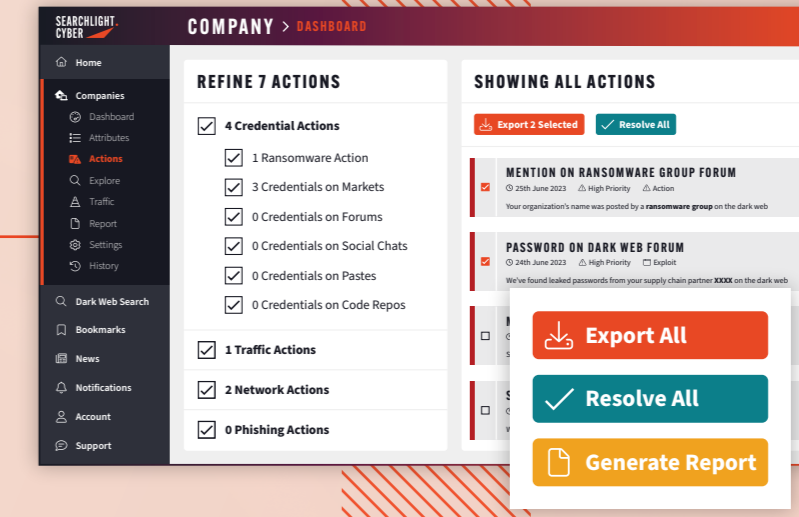 SEARCHLIGHT.
CYBER
COMPANY > DASHBOARD
Home
Companies
Dashboard
Attributes
Actions
Explore
Traffic
Report
Settings
History
Dark Web Search
Bookmarks
News
Notifications
Account
Support
REFINE 7 ACTIONS
4 Credential Actions
1 Ransomware Action
3 Credentials on Markets
0 Credentials on Forums
0 Credentials on Social Chats
0 Credentials on Pastes
0 Credentials on Code Repos
1 Traffic Actions
2 Network Actions
0 Phishing Actions
SHOWING ALL ACTIONS
Export 2 Selected Resolve All
MENTION ON RANSOMWARE GROUP FORUM
25th June 2023 High Priority Action
Your organization's name was posted by a ransomware group on the dark web
PASSWORD ON DARK WEB FORUM
24th June 2023 High Priority Exploit
We've found leaked passwords from your supply chain partner XXXX on the dark web
Export All
Resolve All
Generate Report